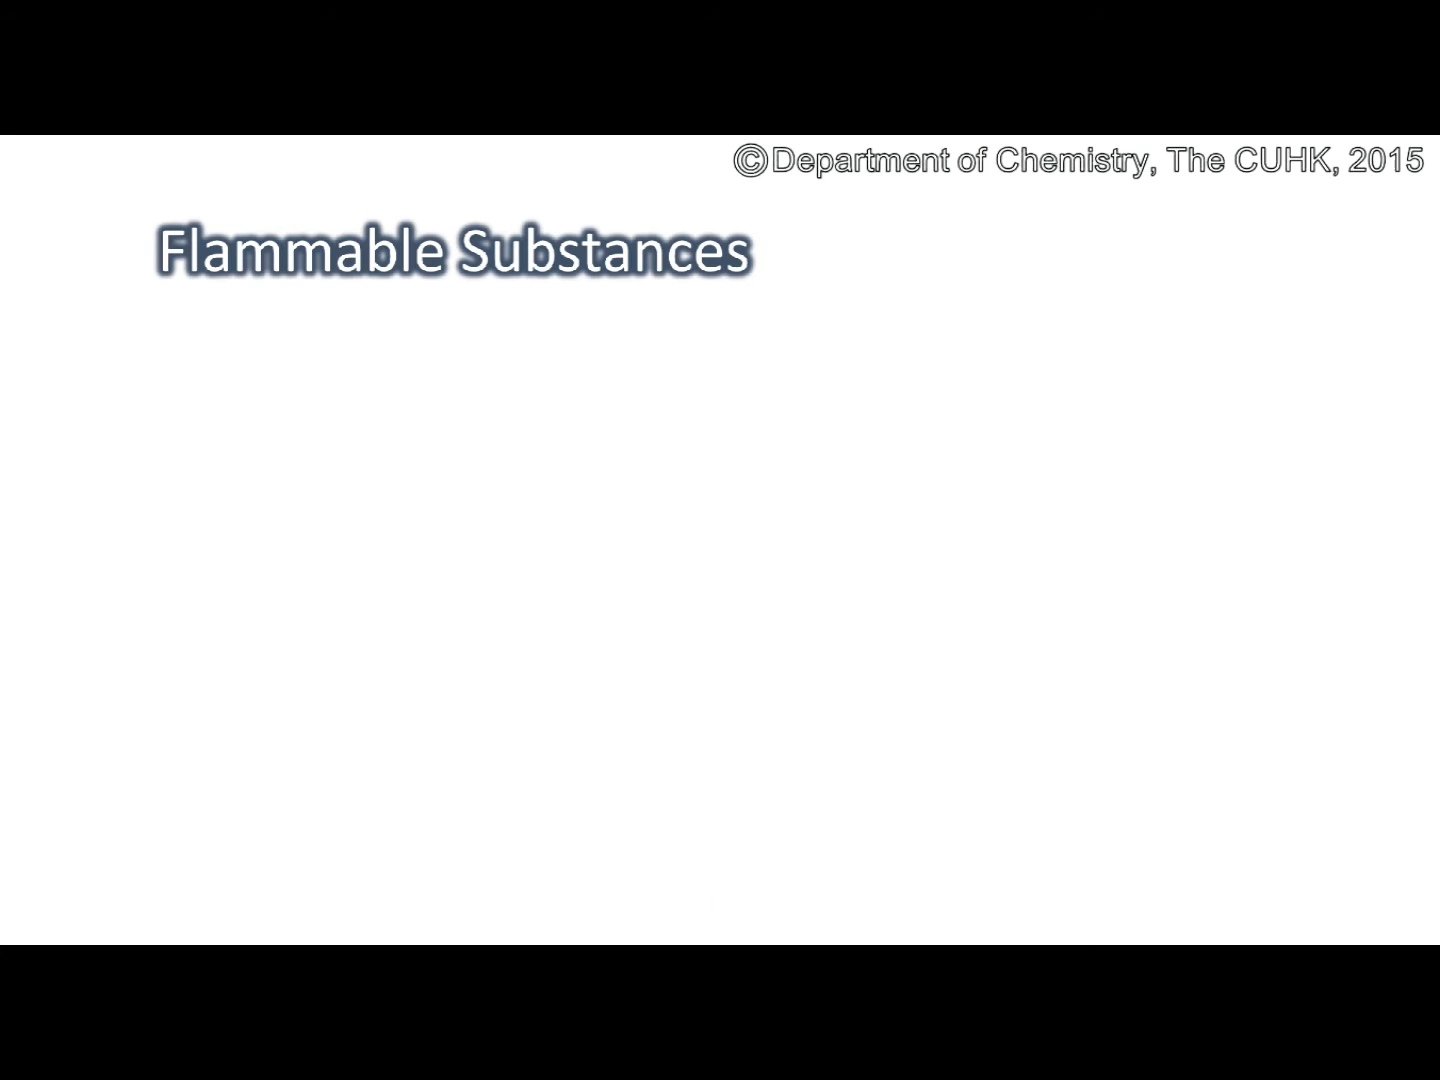 ©Department of Chemistry, The CUHK, 2015
Flammable Substances